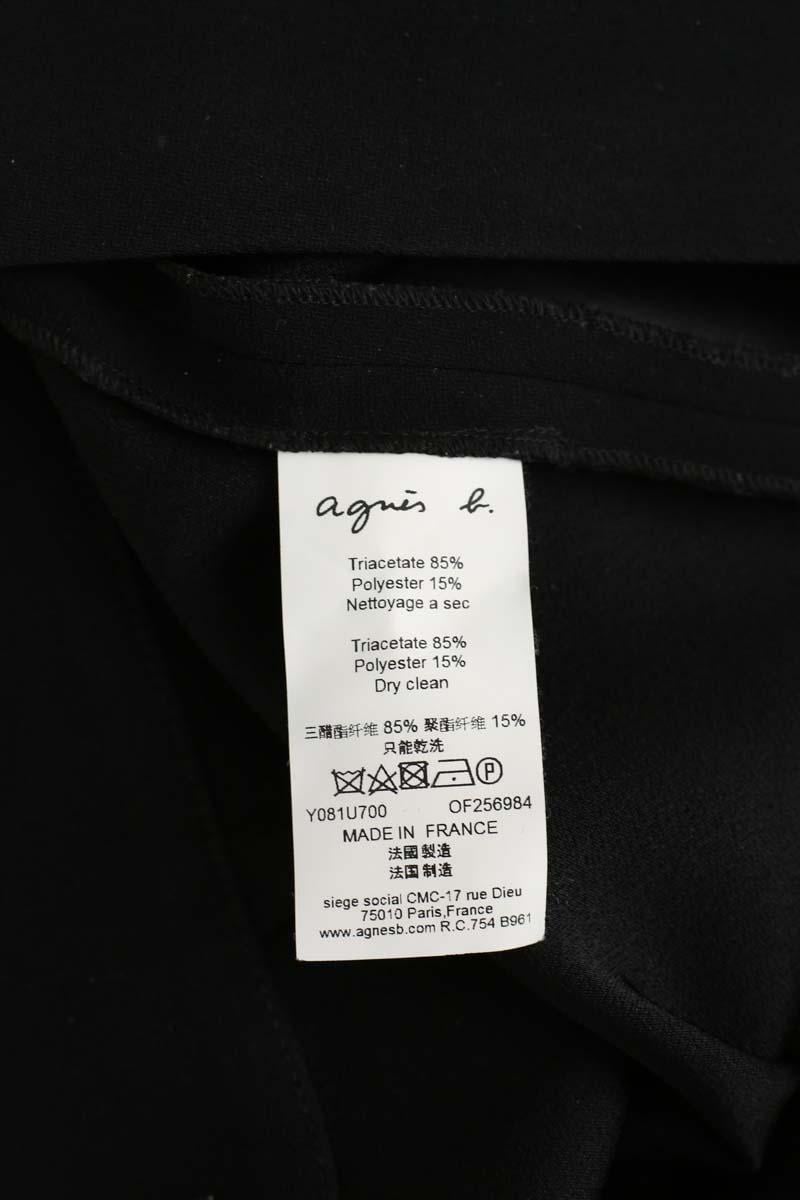 agnès b.
Triacetate 85%
Polyester 15%
Nettoyage a sec
Triacetate 85%
Polyester 15%
Dry clean
三醋酯纤维 85% 聚酯纤维 15%
只能乾洗
P
Y081U700 OF256984
MADE IN FRANCE
法國製造
法国制造
siege social CMC-17 rue Dieu
75010 Paris,France
www.agnesb.com R.C.754 B961